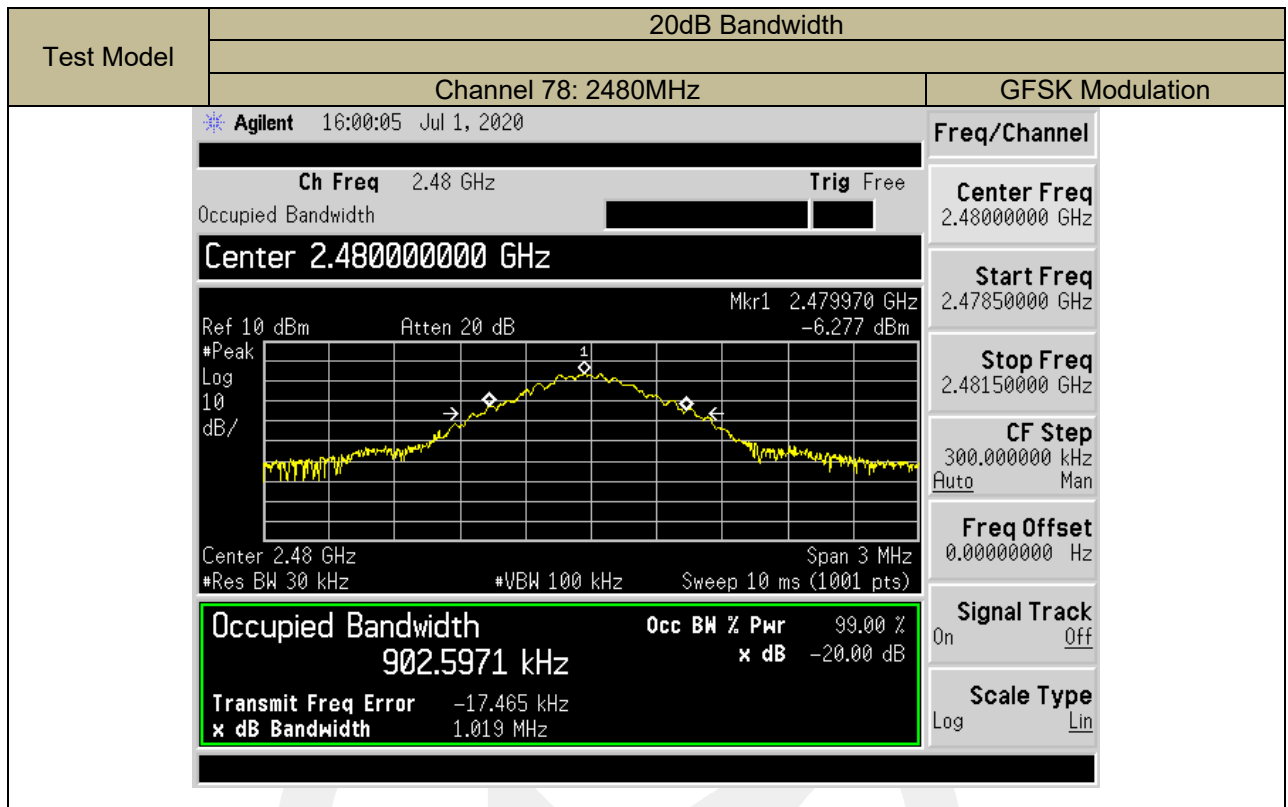 Test Model
20dB Bandwidth
Channel 78: 2480MHz
GFSK Modulation
Agilent 16:00:05 Jul 1, 2020
Ch Freq 2.48 GHz Trig Free
Occupied Bandwidth
Center 2.480000000 GHz
Mkr1 2.479970 GHz
Ref 10 dBm Atten 20 dB -6.277 dBm
#Peak
Log
10
dB/
1
Center 2.48 GHz Span 3 MHz
#Res BW 30 kHz #VBW 100 kHz Sweep 10 ms (1001 pts)
Occupied Bandwidth
902.5971 kHz
Occ BW % Pwr 99.00 %
x dB -20.00 dB
Transmit Freq Error -17.465 kHz
x dB Bandwidth 1.019 MHz
Freq/Channel
Center Freq
2.48000000 GHz
Start Freq
2.47850000 GHz
Stop Freq
2.48150000 GHz
CF Step
300.000000 kHz
Auto Man
Freq Offset
0.00000000 Hz
Signal Track
On Off
Scale Type
Log Lin